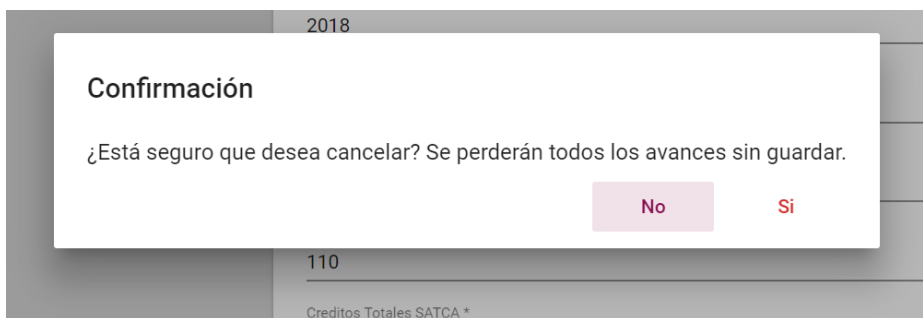 2018
Confirmación
¿Está seguro que desea cancelar? Se perderán todos los avances sin guardar.
No Si
110
Creditos Totales SATCA *